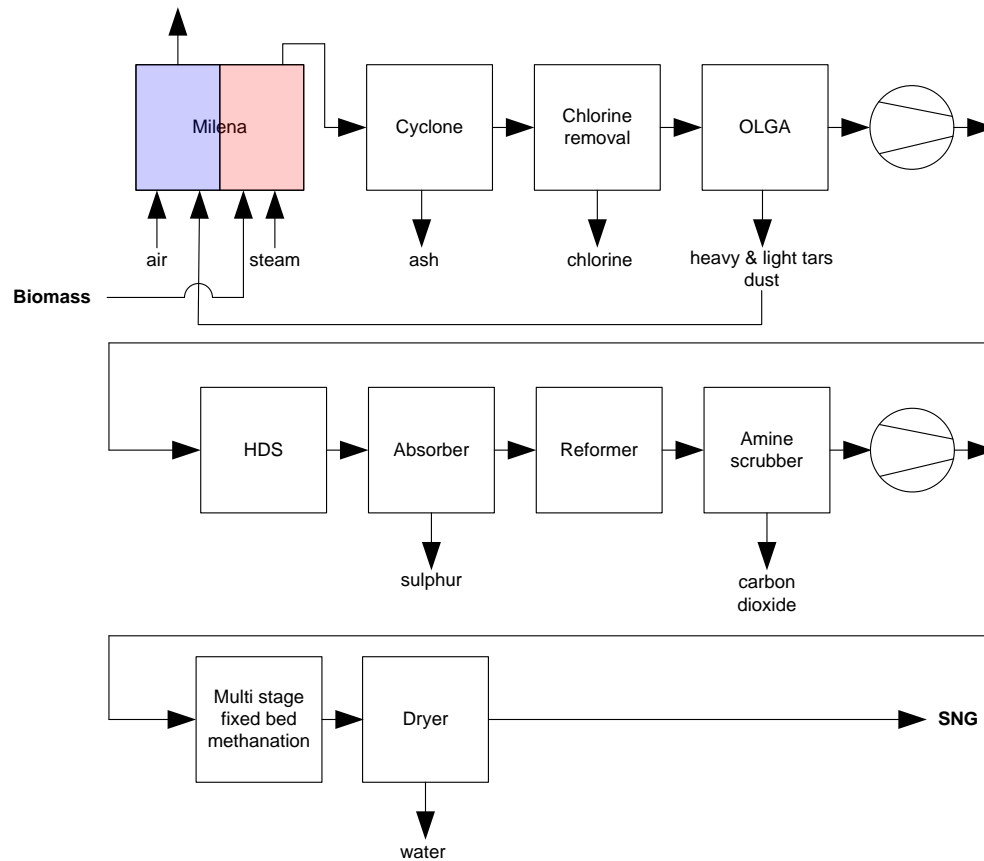 Milena
Cyclone
Chlorine
removal
OLGA
air
steam
ash
chlorine
heavy & light tars
dust
Biomass
HDS
Absorber
Reformer
Amine
scrubber
sulphur
carbon
dioxide
Multi stage
fixed bed
methanation
Dryer
SNG
water